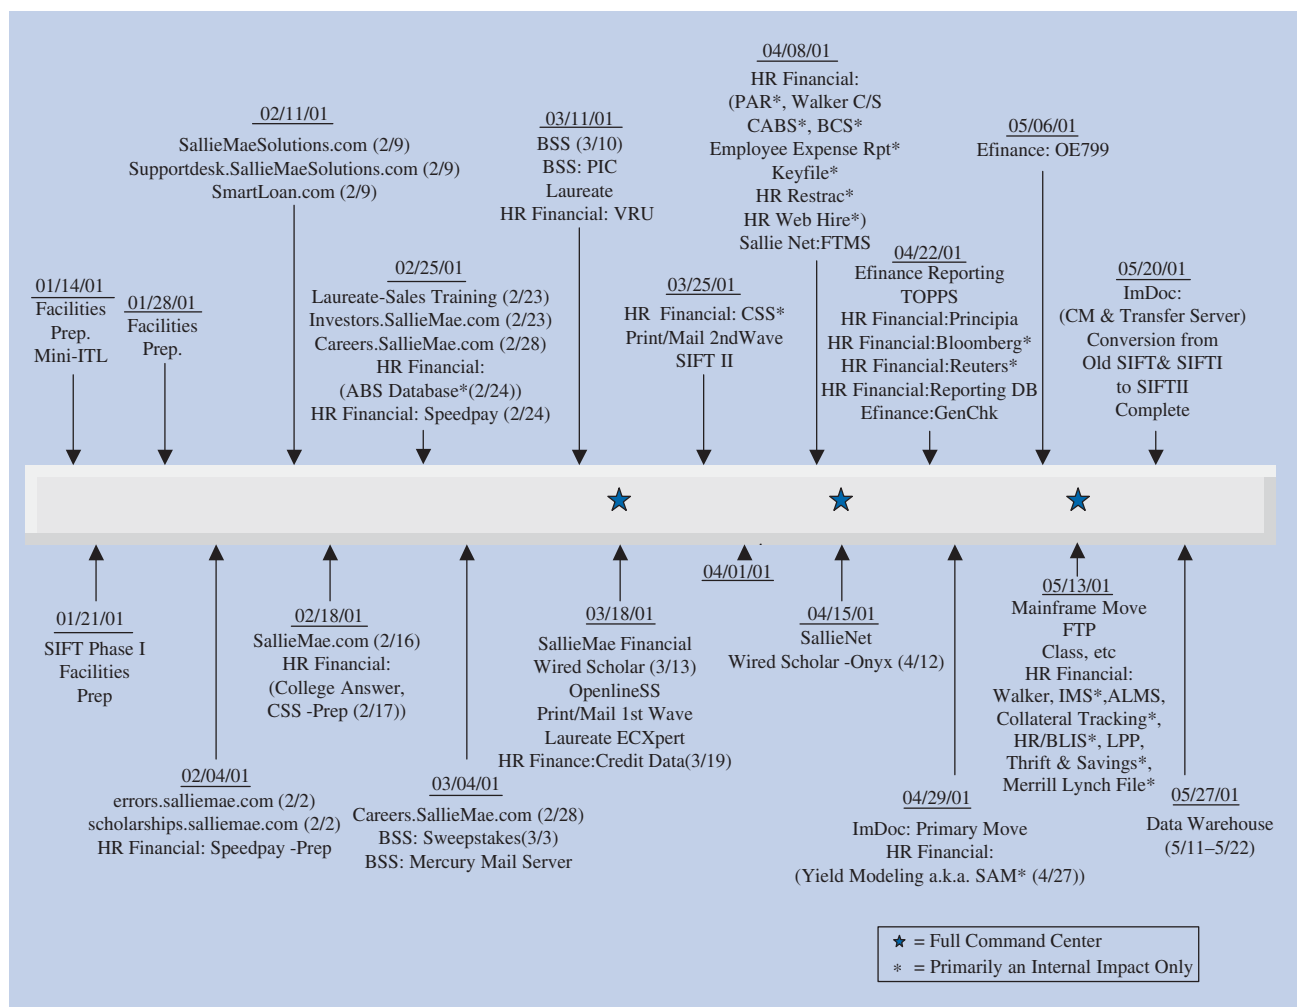 04/08/01
HR Financial:
(PAR*, Walker C/S
CABS*, BCS*
Employee Expense Rpt*
Keyfile*
HR Restrac*
HR Web Hire*)
Sallie Net:FTMS
02/11/01
SallieMaeSolutions.com (2/9)
Supportdesk.SallieMaeSolutions.com (2/9)
SmartLoan.com (2/9)
03/11/01
BSS (3/10)
BSS: PIC
Laureate
HR Financial: VRU
05/06/01
Efinance: OE799
01/14/01
Facilities
Prep.
Mini-ITL
01/28/01
Facilities
Prep.
02/25/01
Laureate-Sales Training (2/23)
Investors.SallieMae.com (2/23)
Careers.SallieMae.com (2/28)
HR Financial:
(ABS Database*(2/24))
HR Financial: Speedpay (2/24)
03/25/01
HR Financial: CSS*
Print/Mail 2ndWave
SIFT II
04/22/01
Efinance Reporting
TOPPS
HR Financial:Principia
HR Financial:Bloomberg*
HR Financial:Reuters*
HR Financial:Reporting DB
Efinance:GenChk
05/20/01
ImDoc:
(CM & Transfer Server)
Conversion from
Old SIFT& SIFTI
to SIFTII
Complete
01/21/01
SIFT Phase I
Facilities
Prep
02/04/01
errors.salliemae.com (2/2)
scholarships.salliemae.com (2/2)
HR Financial: Speedpay -Prep
02/18/01
SallieMae.com (2/16)
HR Financial:
(College Answer,
CSS -Prep (2/17))
03/04/01
Careers.SallieMae.com (2/28)
BSS: Sweepstakes(3/3)
BSS: Mercury Mail Server
03/18/01
SallieMae Financial
Wired Scholar (3/13)
OpenlineSS
Print/Mail 1st Wave
Laureate ECXpert
HR Finance:Credit Data(3/19)
04/01/01
04/15/01
SallieNet
Wired Scholar -Onyx (4/12)
04/29/01
ImDoc: Primary Move
HR Financial:
(Yield Modeling a.k.a. SAM* (4/27))
05/13/01
Mainframe Move
FTP
Class, etc
HR Financial:
Walker, IMS*,ALMS,
Collateral Tracking*,
HR/BLIS*, LPP,
Thrift & Savings*,
Merrill Lynch File*
05/27/01
Data Warehouse
(5/11–5/22)
= Full Command Center
* = Primarily an Internal Impact Only